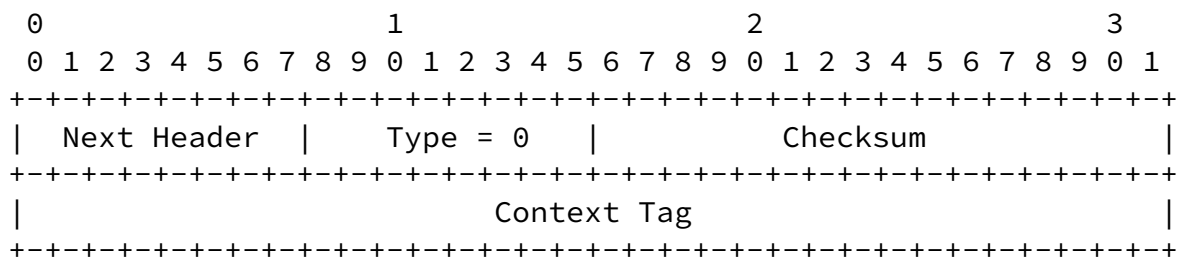 0                   1                   2                   3
 0 1 2 3 4 5 6 7 8 9 0 1 2 3 4 5 6 7 8 9 0 1 2 3 4 5 6 7 8 9 0 1
+-+-+-+-+-+-+-+-+-+-+-+-+-+-+-+-+-+-+-+-+-+-+-+-+-+-+-+-+-+-+-+-+
|  Next Header  |    Type = 0   |          Checksum             |
+-+-+-+-+-+-+-+-+-+-+-+-+-+-+-+-+-+-+-+-+-+-+-+-+-+-+-+-+-+-+-+-+
|                          Context Tag                          |
+-+-+-+-+-+-+-+-+-+-+-+-+-+-+-+-+-+-+-+-+-+-+-+-+-+-+-+-+-+-+-+-+